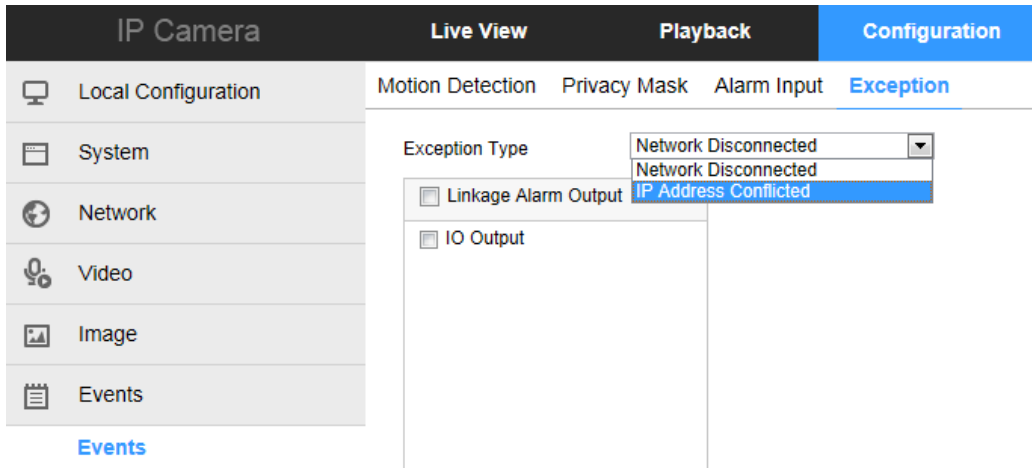 IP Camera Live View Playback Configuration
Local Configuration
System
Network
Video
Image
Events
Events
Motion Detection Privacy Mask Alarm Input Exception
Exception Type Network Disconnected
Network Disconnected
IP Address Conflicted
Linkage Alarm Output
IO Output